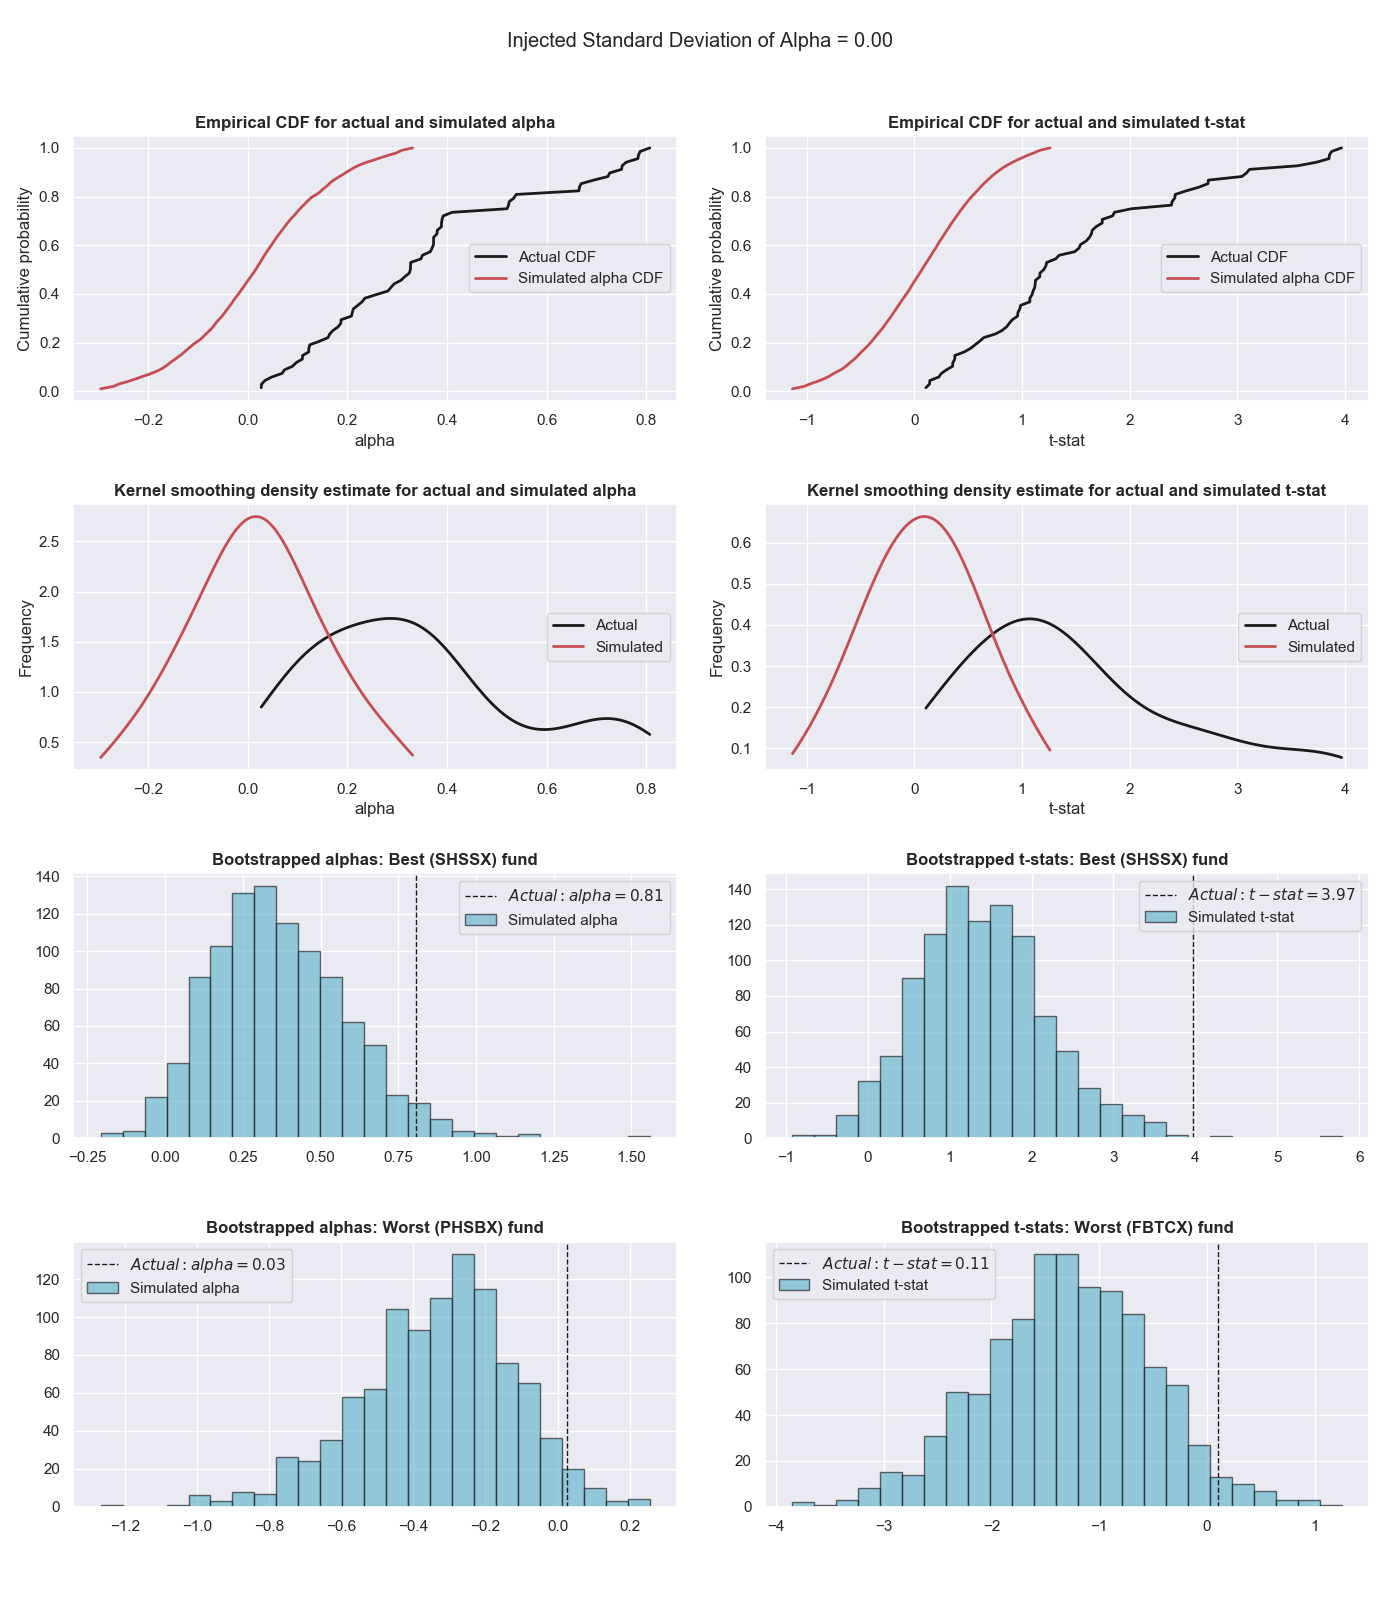 Injected Standard Deviation of Alpha = 0.00
Empirical CDF for actual and simulated alpha
Cumulative probability
1.0
0.8
0.6
0.4
0.2
0.0
Actual CDF
Simulated alpha CDF
−0.2 0.0 0.2 0.4 0.6 0.8
alpha
Empirical CDF for actual and simulated t-stat
Cumulative probability
1.0
0.8
0.6
0.4
0.2
0.0
Actual CDF
Simulated alpha CDF
−1 0 1 2 3 4
t-stat
Kernel smoothing density estimate for actual and simulated alpha
Frequency
2.5
2.0
1.5
1.0
0.5
Actual
Simulated
−0.2 0.0 0.2 0.4 0.6 0.8
alpha
Kernel smoothing density estimate for actual and simulated t-stat
Frequency
0.6
0.5
0.4
0.3
0.2
0.1
Actual
Simulated
−1 0 1 2 3 4
t-stat
Bootstrapped alphas: Best (SHSSX) fund
140
120
100
80
60
40
20
0
Actual : alpha = 0.81
Simulated alpha
−0.25 0.00 0.25 0.50 0.75 1.00 1.25 1.50
Bootstrapped t-stats: Best (SHSSX) fund
140
120
100
80
60
40
20
0
Actual : t − stat = 3.97
Simulated t-stat
−1 0 1 2 3 4 5 6
Bootstrapped alphas: Worst (PHSBX) fund
120
100
80
60
40
20
0
Actual : alpha = 0.03
Simulated alpha
−1.2 −1.0 −0.8 −0.6 −0.4 −0.2 0.0 0.2
Bootstrapped t-stats: Worst (FBTCX) fund
100
80
60
40
20
0
Actual : t − stat = 0.11
Simulated t-stat
−4 −3 −2 −1 0 1